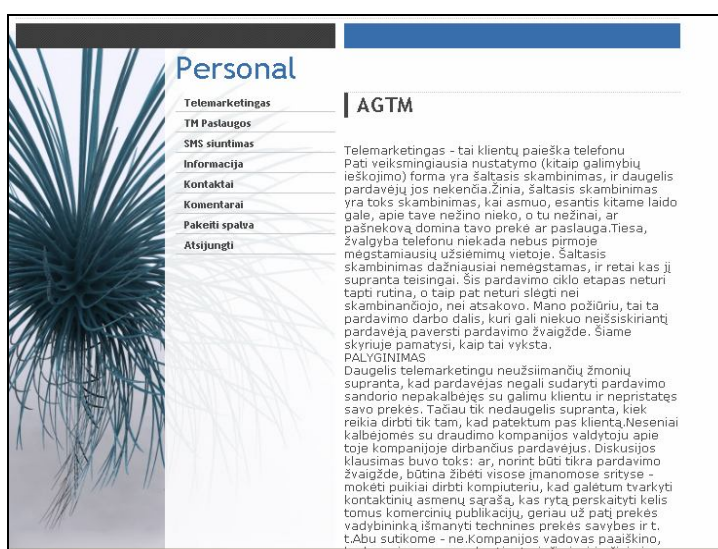 Personal
Telemarketingas
TM Paslaugos
SMS siuntimas
Informacija
Kontaktai
Komentarai
Pakeiti spalva
Atsijungti
AGTM
Telemarketingas - tai klientų paieška telefonu
Pati veiksmingiausia nustatymo (kitaip galimybių
ieškojimo) forma yra šaltasis skambinimas, ir daugelis
pardavėjų jos nekenčia.Žinia, šaltasis skambinimas
yra toks skambinimas, kai asmuo, esantis kitame laido
gale, apie tave nežino nieko, o tu nežinai, ar
pašnekovą domina tavo prekė ar paslauga.Tiesa,
žvalgyba telefonu niekada nebus pirmoje
mėgstamiausių užsiėmimų vietoje. Šaltasis
skambinimas dažniausiai nemėgstamas, ir retai kas jį
supranta teisingai. Šis pardavimo ciklo etapas neturi
tapti rutina, o taip pat neturi slėgti nei
skambinančiojo, nei atsakovo. Mano požiūriu, tai ta
pardavimo darbo dalis, kuri gali niekuo neišsiskiriantį
pardavėją paversti pardavimo žvaigžde. Šiame
skyriuje pamatysi, kaip tai vyksta.
PALYGINIMAS
Daugelis telemarketingu neužsiimančių žmonių
supranta, kad pardavėjas negali sudaryti pardavimo
sandorio nepakalbėjęs su galimu klientu ir nepristatęs
savo prekės. Tačiau tik nedaugelis supranta, kiek
reikia dirbti tik tam, kad patektum pas klientą.Neseniai
kalbėjomės su draudimo kompanijos valdytoju apie
toje kompanijoje dirbančius pardavėjus. Diskusijos
klausimas buvo toks: ar, norint būti tikra pardavimo
žvaigžde, būtina žibėti visose įmanomose srityse -
mokėti puikiai dirbti kompiuteriu, kad galėtum tvarkyti
kontaktinių asmenų sąrašą, kas rytą perskaityti kelis
tomus komercinių publikacijų, geriau už patį prekės
vadybininką išmanyti technines prekės savybes ir t.
t.Abu sutikome - ne.Kompanijos vadovas paaiškino,